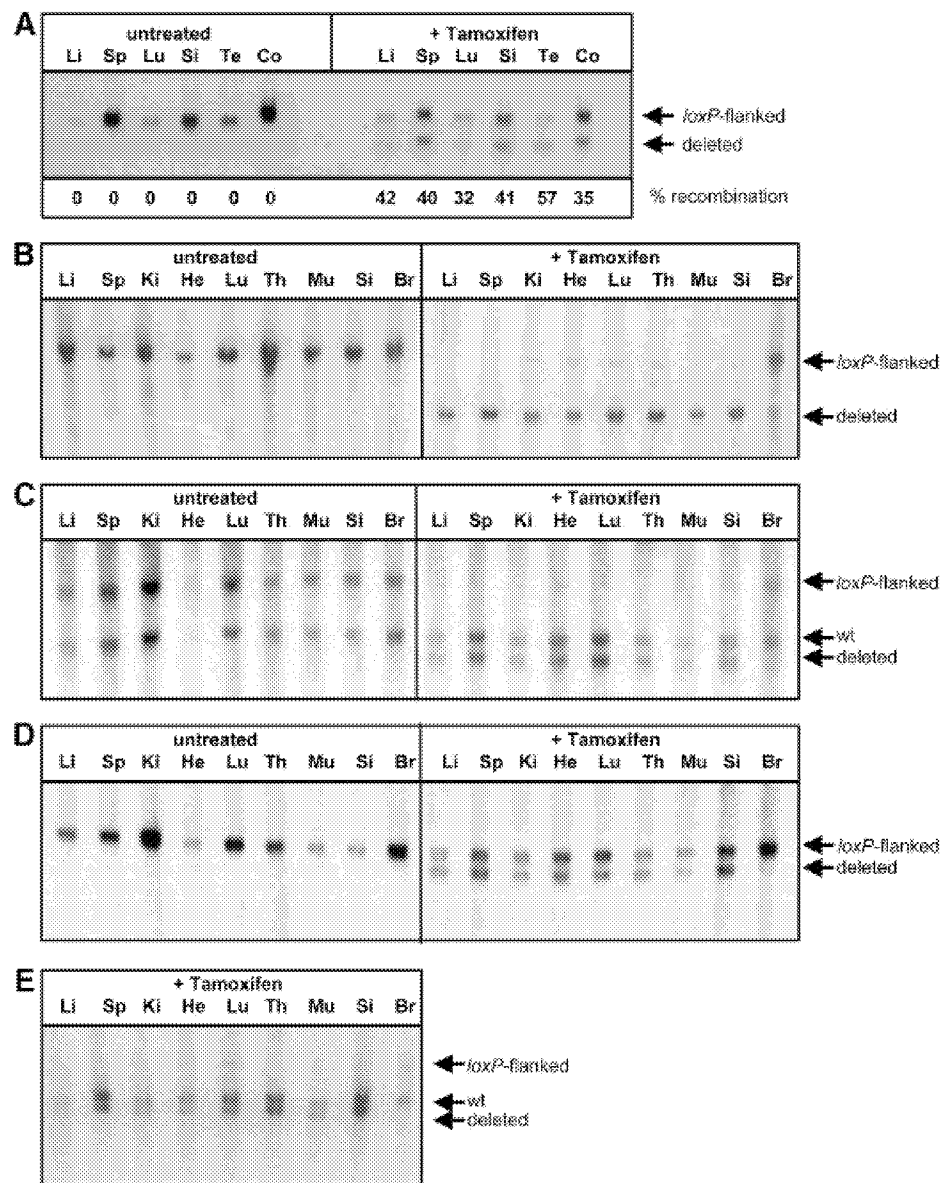 A
untreated
+ Tamoxifen
Li Sp Lu Si Te Co
Li Sp Lu Si Te Co
loxP-flanked
deleted
0 0 0 0 0 0
42 40 32 41 57 35
% recombination
B
untreated
+ Tamoxifen
Li Sp Ki He Lu Th Mu Si Br
Li Sp Ki He Lu Th Mu Si Br
loxP-flanked
deleted
C
untreated
+ Tamoxifen
Li Sp Ki He Lu Th Mu Si Br
Li Sp Ki He Lu Th Mu Si Br
loxP-flanked
wt
deleted
D
untreated
+ Tamoxifen
Li Sp Ki He Lu Th Mu Si Br
Li Sp Ki He Lu Th Mu Si Br
loxP-flanked
deleted
E
+ Tamoxifen
Li Sp Ki He Lu Th Mu Si Br
loxP-flanked
wt
deleted